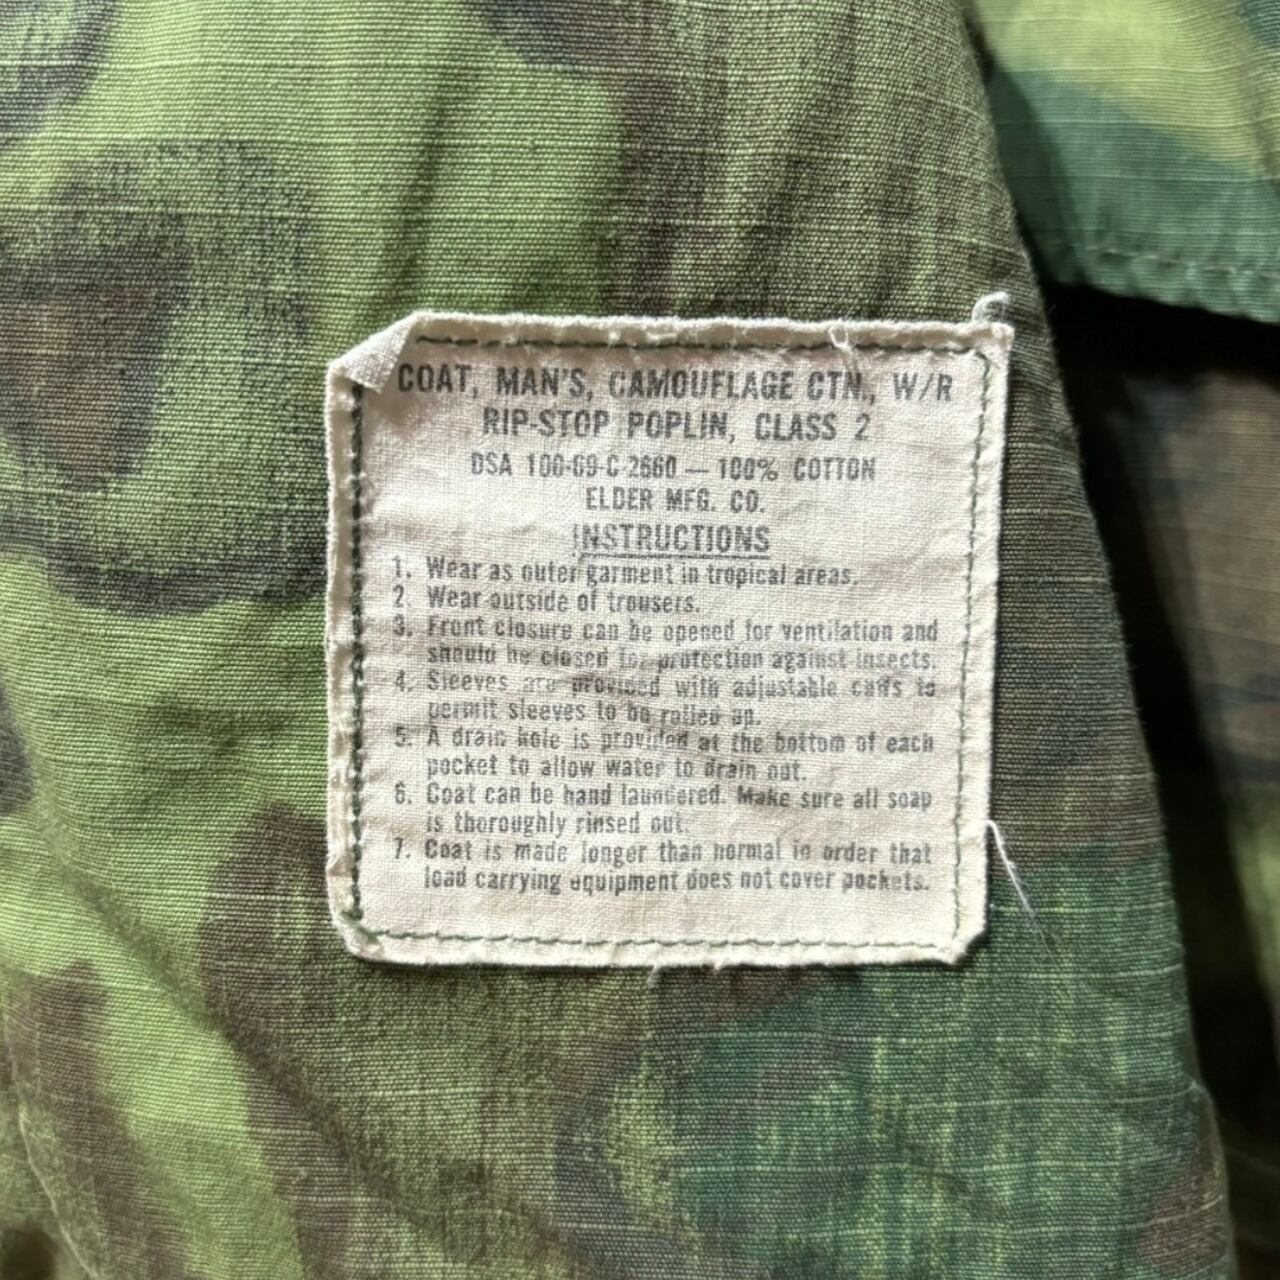 COAT, MAN'S, CAMOUFLAGE CTN., W/R
RIP-STOP POPLIN, CLASS 2
DSA 100-69-C-2660 — 100% COTTON
ELDER MFG. CO.
INSTRUCTIONS
1. Wear as outer garment in tropical areas.
2. Wear outside of trousers.
3. Front closure can be opened for ventilation and
should be closed for protection against insects.
4. Sleeves are provided with adjustable cuffs to
permit sleeves to be rolled up.
5. A drain hole is provided at the bottom of each
pocket to allow water to drain out.
6. Coat can be hand laundered. Make sure all soap
is thoroughly rinsed out.
7. Coat is made longer than normal in order that
load carrying equipment does not cover pockets.